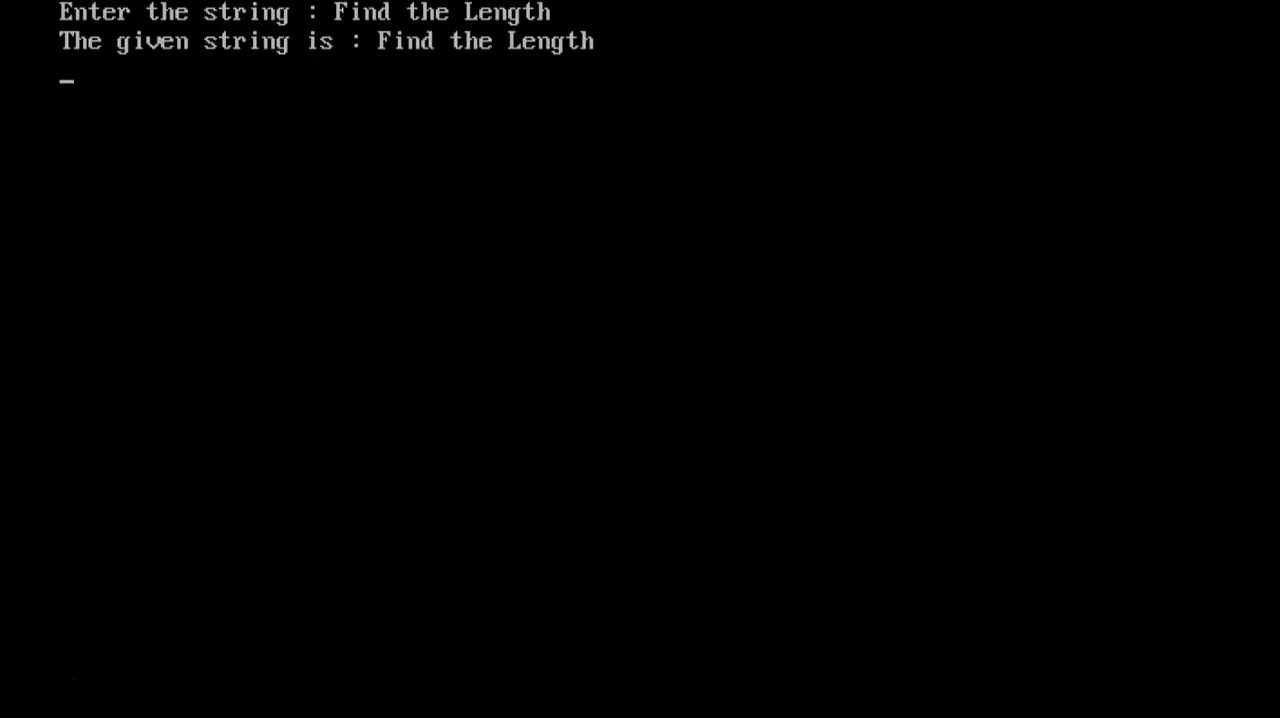 Enter the string : Find the Length
The given string is : Find the Length
_